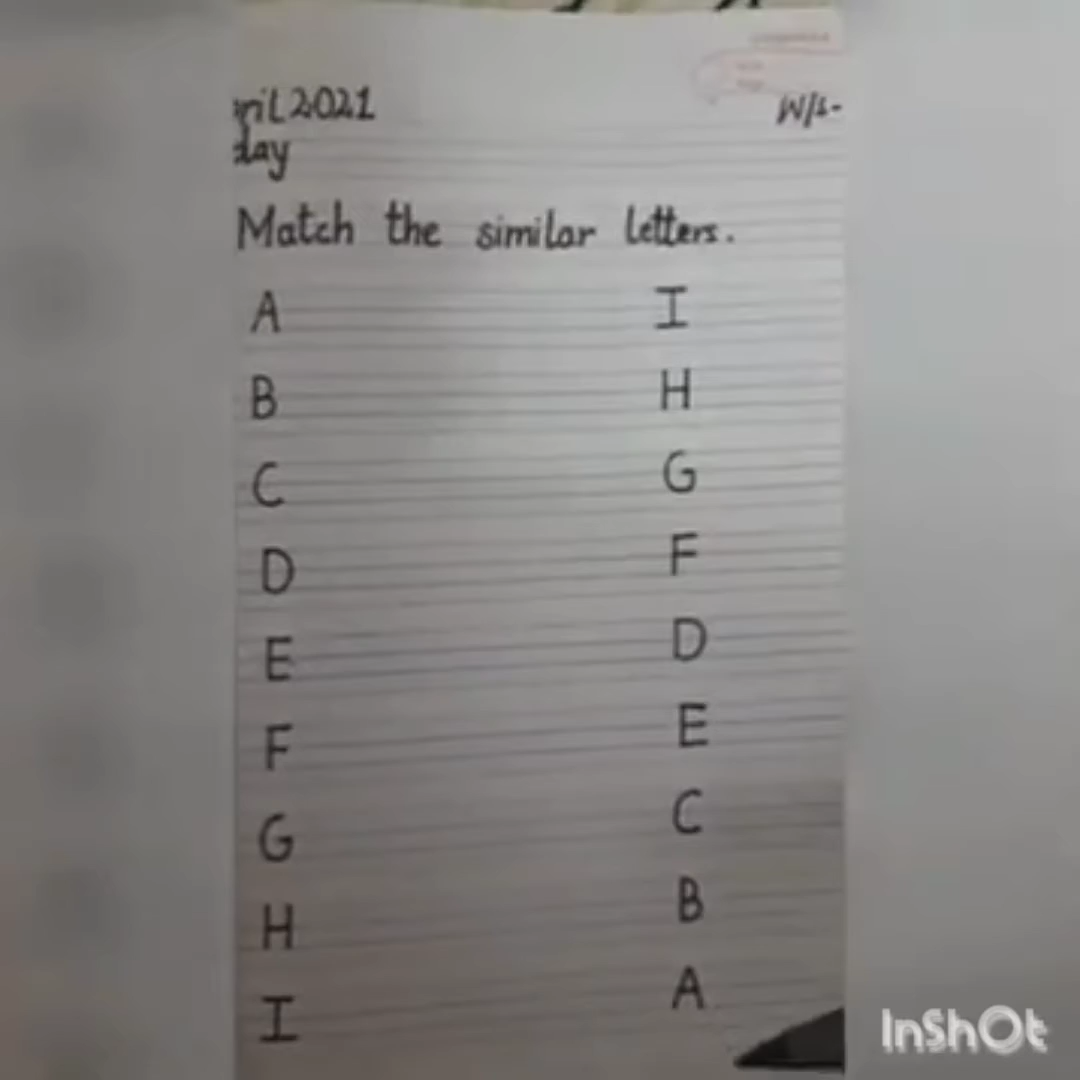 ril 2021
day W/s-
Match the similar letters.
A I
B H
C G
D F
E D
F E
G C
H B
I A
InShOt